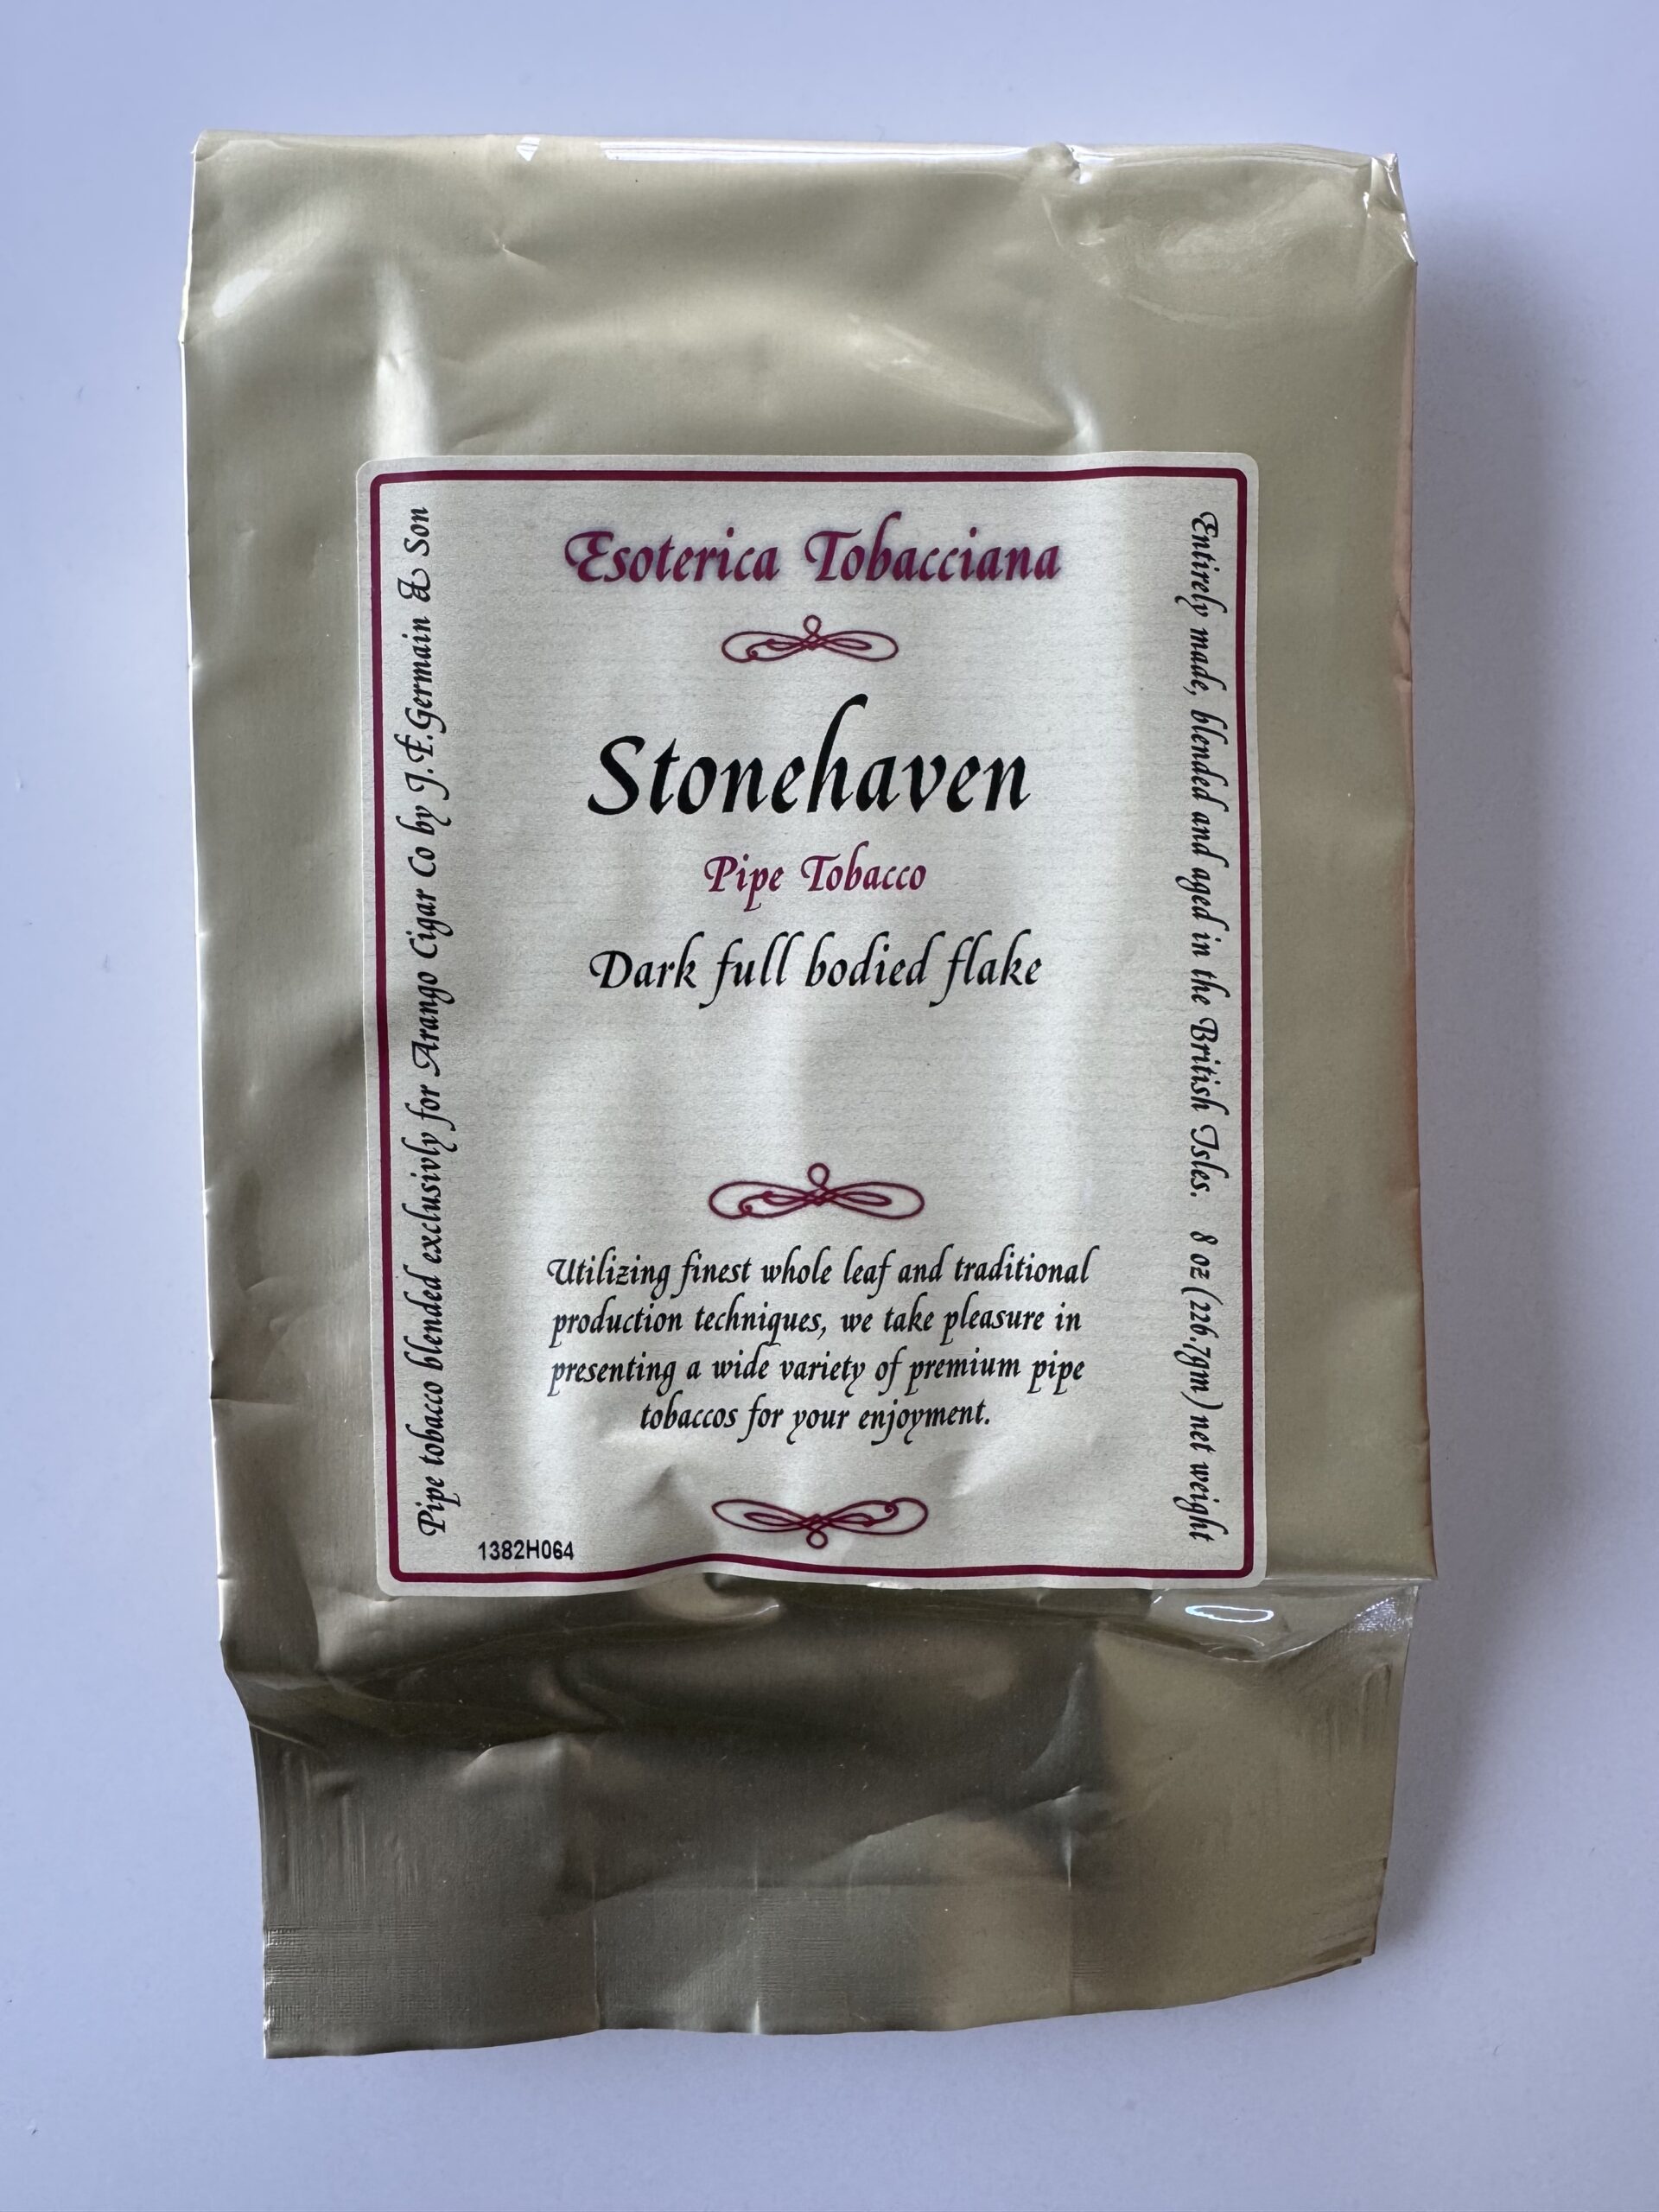 Esoterica Tobacciana
Stonehaven
Pipe Tobacco
Dark full bodied flake
Utilizing finest whole leaf and traditional
production techniques, we take pleasure in
presenting a wide variety of premium pipe
tobaccos for your enjoyment.
1382H064
Pipe tobacco blended exclusivly for Arango Cigar Co by J.F.Germain & Son
Entirely made, blended and aged in the British Isles. 8 oz (226.7gm) net weight